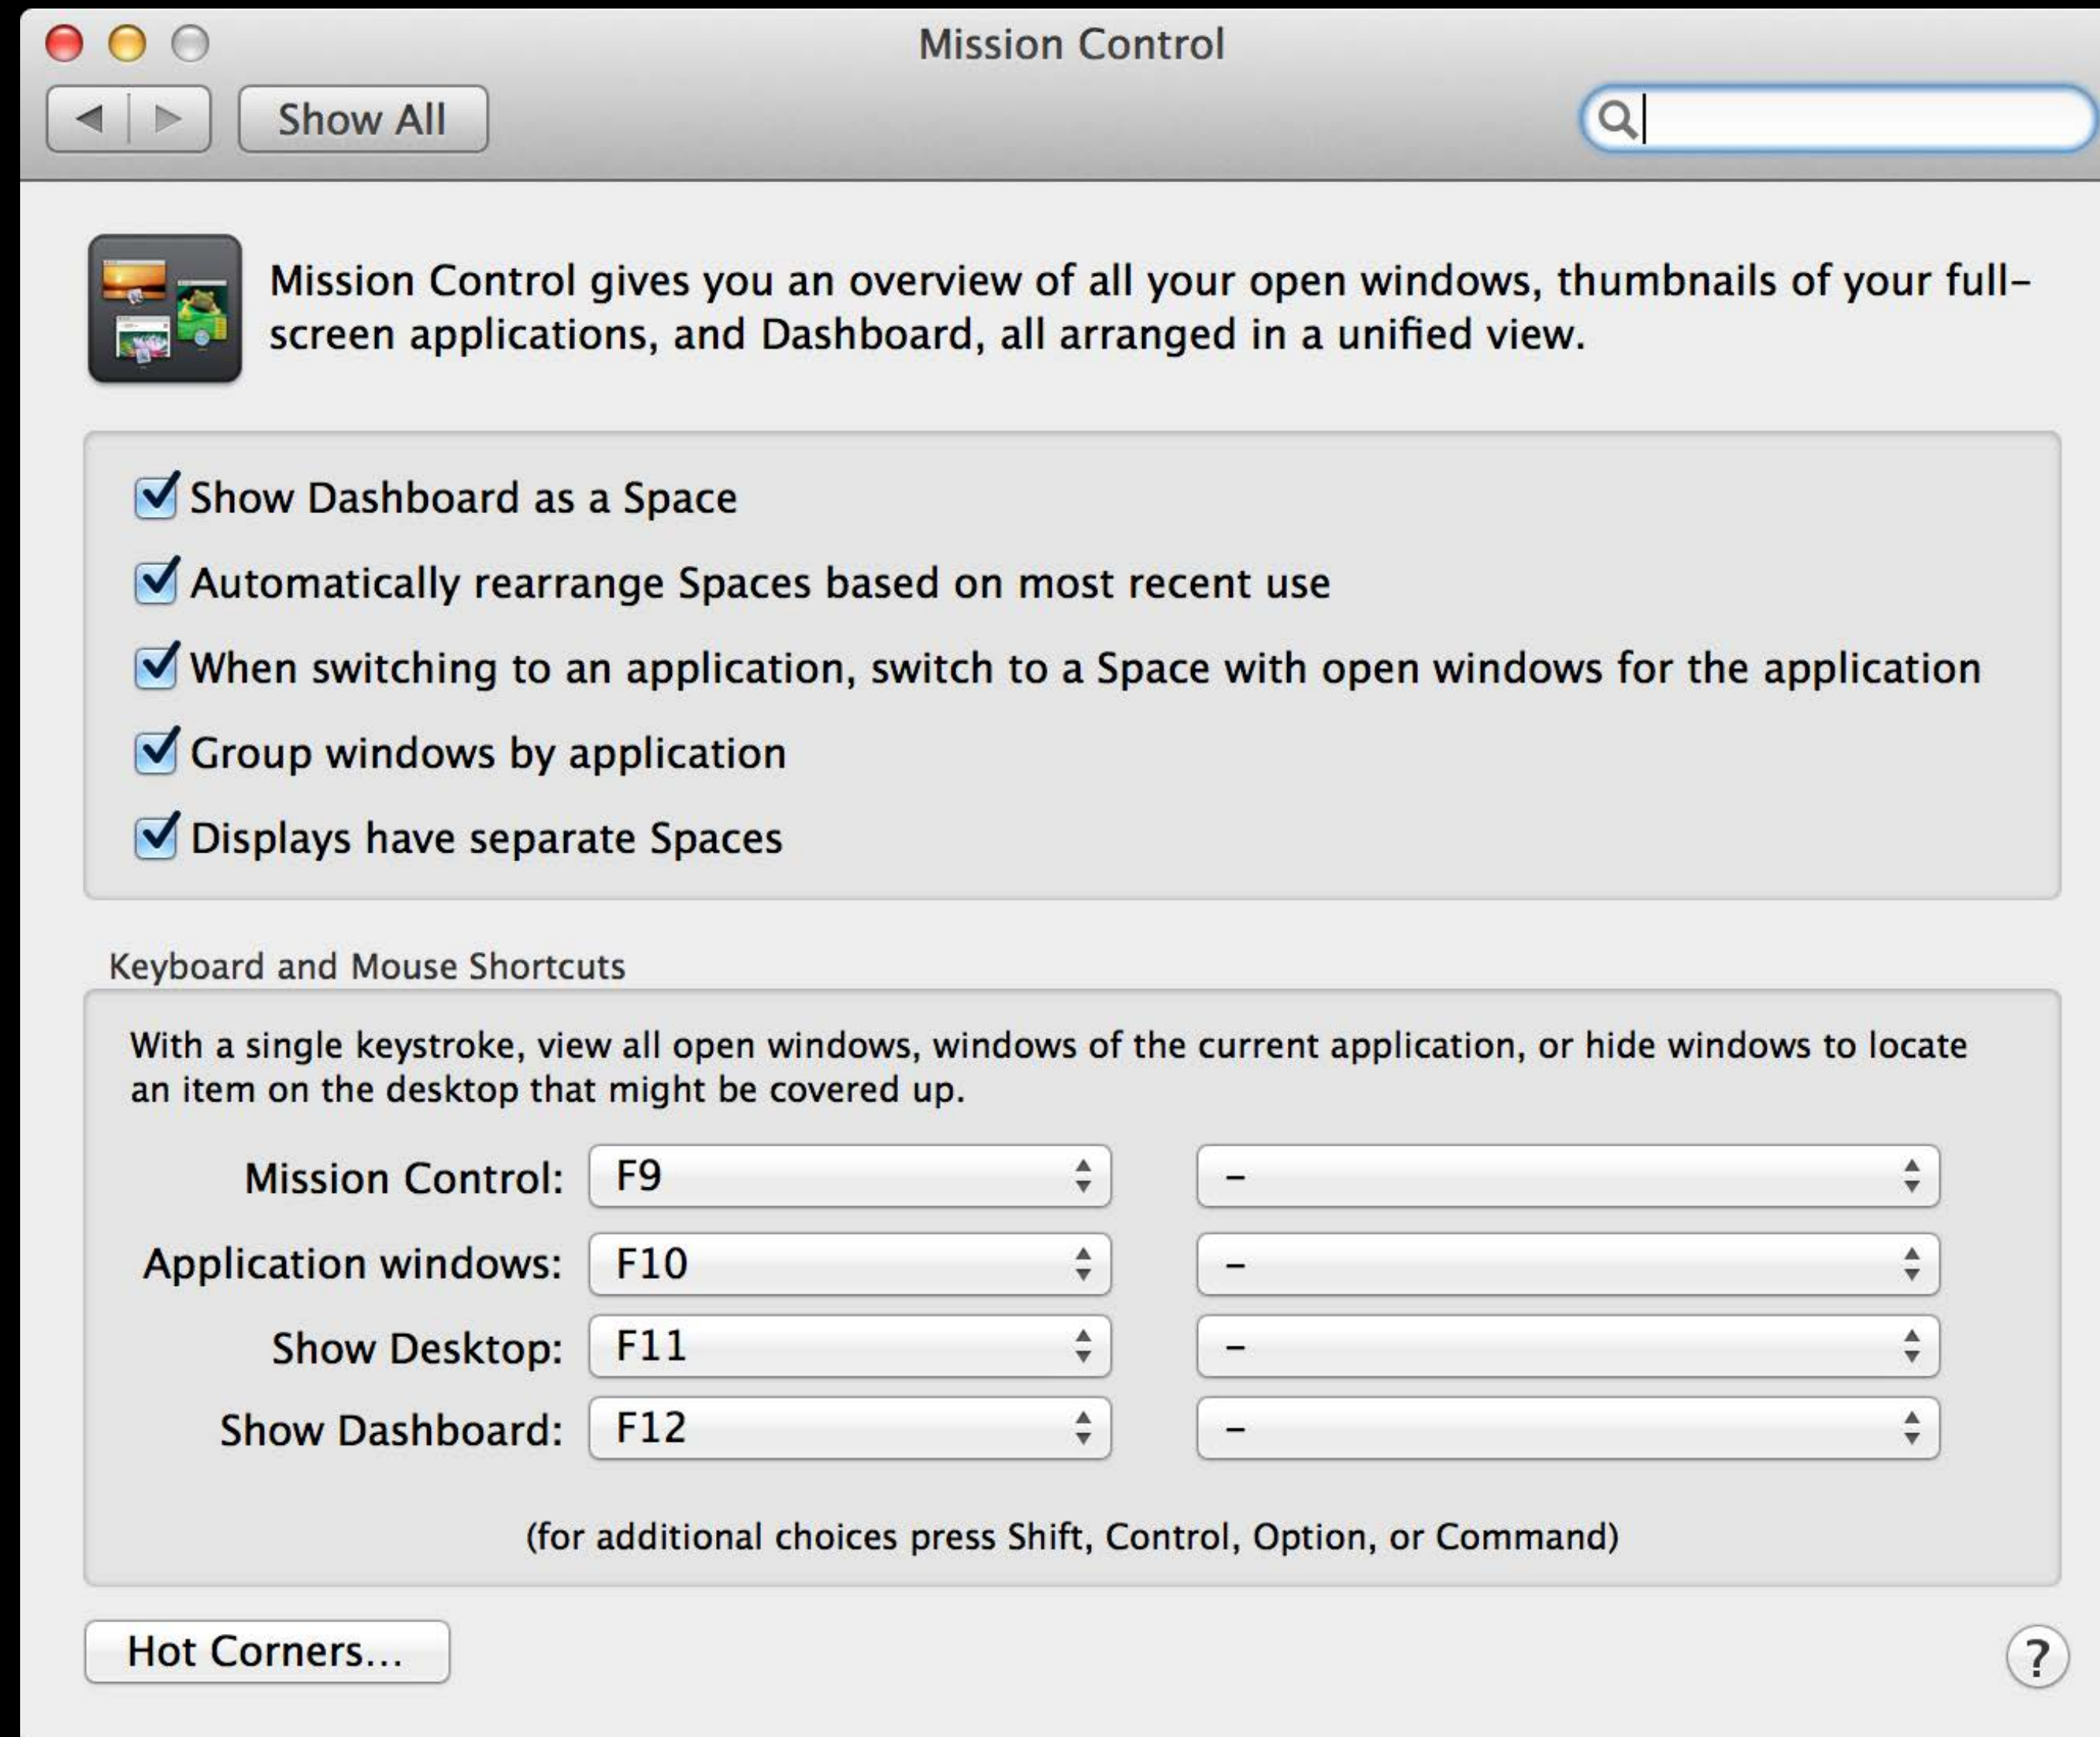 Mission Control
Show All
Mission Control gives you an overview of all your open windows, thumbnails of your full-
screen applications, and Dashboard, all arranged in a unified view.
Show Dashboard as a Space
Automatically rearrange Spaces based on most recent use
When switching to an application, switch to a Space with open windows for the application
Group windows by application
Displays have separate Spaces
Keyboard and Mouse Shortcuts
With a single keystroke, view all open windows, windows of the current application, or hide windows to locate
an item on the desktop that might be covered up.
Mission Control: F9 –
Application windows: F10 –
Show Desktop: F11 –
Show Dashboard: F12 –
(for additional choices press Shift, Control, Option, or Command)
Hot Corners... ?